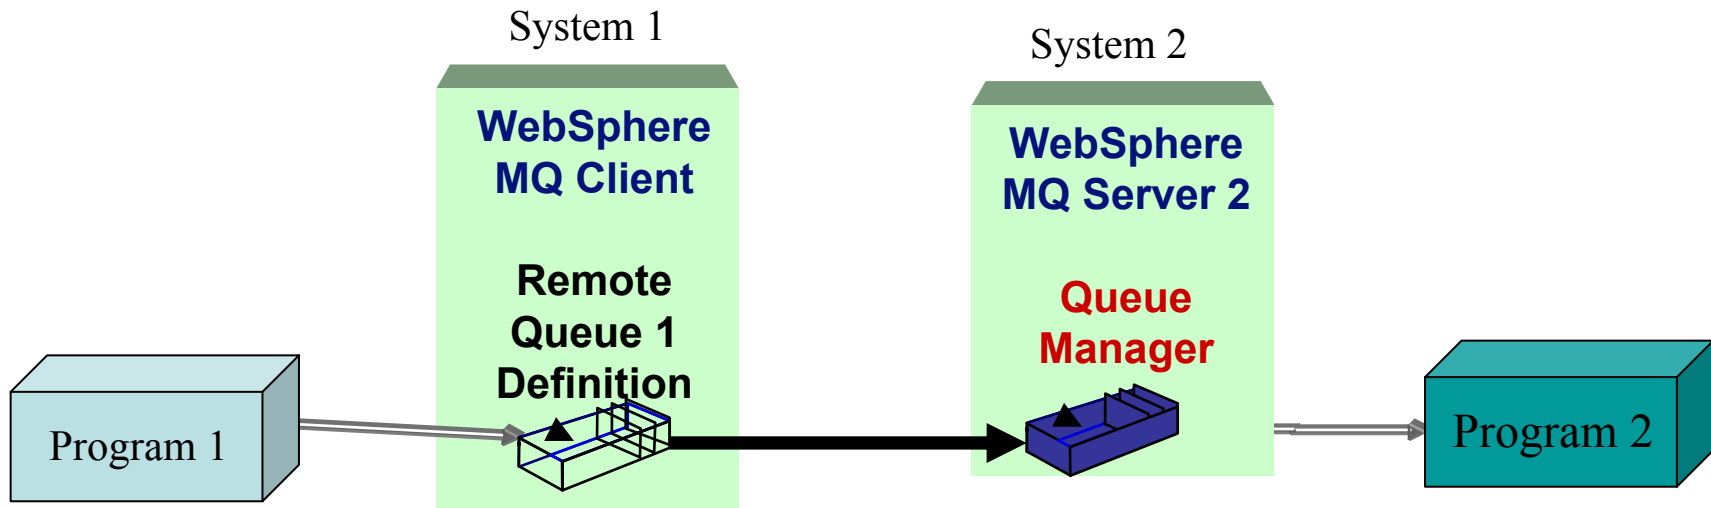 System 1
System 2
WebSphere
MQ Client
WebSphere
MQ Server 2
Remote
Queue 1
Definition
Queue
Manager
Program 1
Program 2